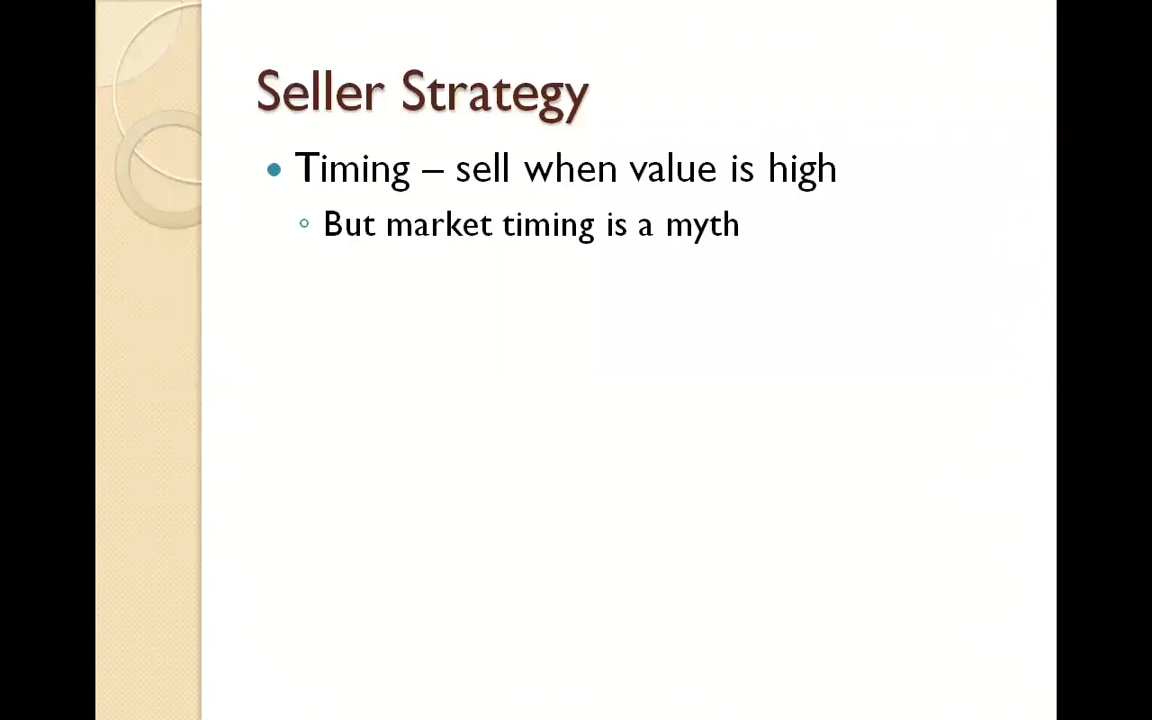 Seller Strategy
• Timing – sell when value is high
◦ But market timing is a myth